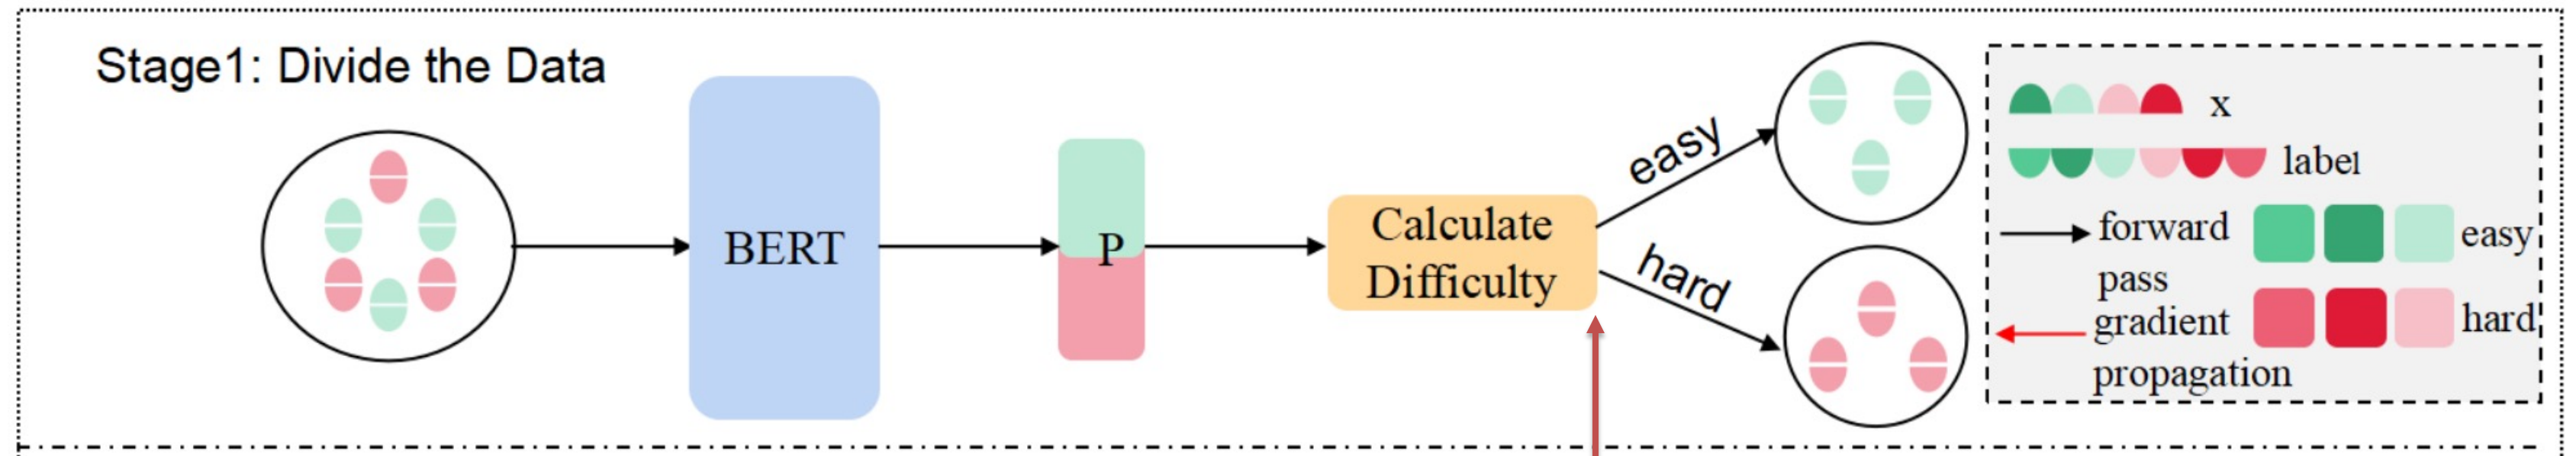 Stage1: Divide the Data
BERT
P
Calculate
Difficulty
easy
hard
x
label
forward
pass
easy
gradient
propagation
hard